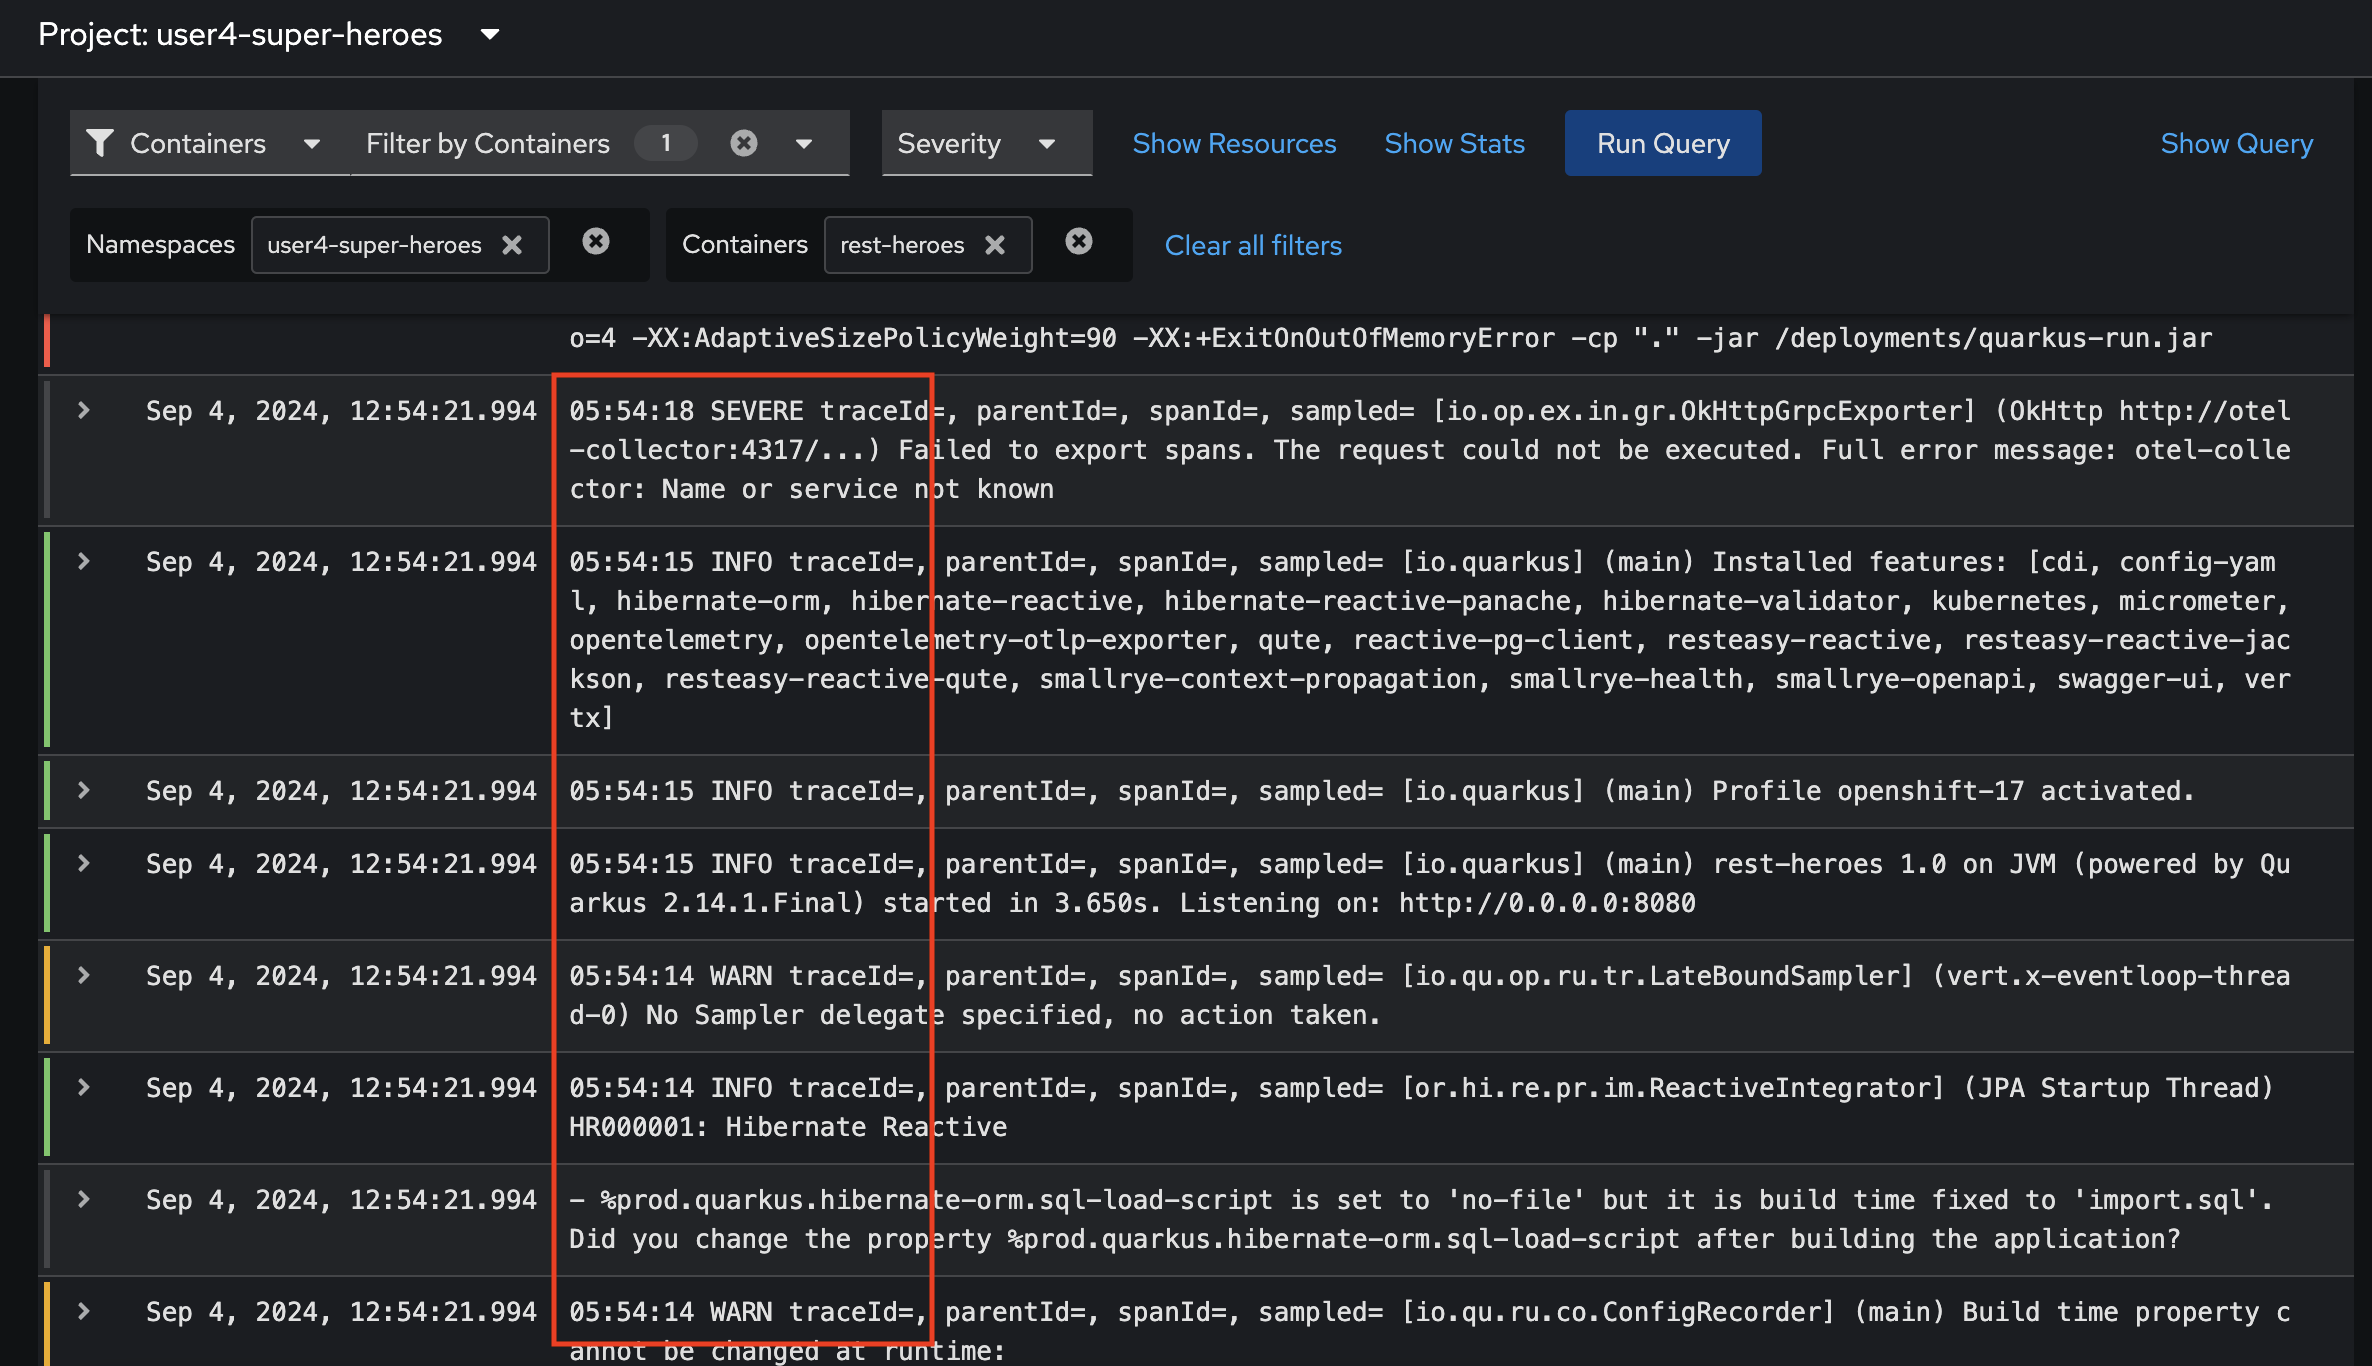 Project: user4-super-heroes
Containers Filter by Containers 1 Severity Show Resources Show Stats Run Query Show Query
Namespaces user4-super-heroes Containers rest-heroes Clear all filters
o=4 -XX:AdaptiveSizePolicyWeight=90 -XX:+ExitOnOutOfMemoryError -cp "." -jar /deployments/quarkus-run.jar
Sep 4, 2024, 12:54:21.994 05:54:18 SEVERE traceId=, parentId=, spanId=, sampled= [io.op.ex.in.gr.OkHttpGrpcExporter] (OkHttp http://otel
-collector:4317/...) Failed to export spans. The request could not be executed. Full error message: otel-colle
ctor: Name or service not known
Sep 4, 2024, 12:54:21.994 05:54:15 INFO traceId=, parentId=, spanId=, sampled= [io.quarkus] (main) Installed features: [cdi, config-yam
l, hibernate-orm, hibernate-reactive, hibernate-reactive-panache, hibernate-validator, kubernetes, micrometer,
opentelemetry, opentelemetry-otlp-exporter, qute, reactive-pg-client, resteasy-reactive, resteasy-reactive-jac
kson, resteasy-reactive-qute, smallrye-context-propagation, smallrye-health, smallrye-openapi, swagger-ui, ver
tx]
Sep 4, 2024, 12:54:21.994 05:54:15 INFO traceId=, parentId=, spanId=, sampled= [io.quarkus] (main) Profile openshift-17 activated.
Sep 4, 2024, 12:54:21.994 05:54:15 INFO traceId=, parentId=, spanId=, sampled= [io.quarkus] (main) rest-heroes 1.0 on JVM (powered by Qu
arkus 2.14.1.Final) started in 3.650s. Listening on: http://0.0.0.0:8080
Sep 4, 2024, 12:54:21.994 05:54:14 WARN traceId=, parentId=, spanId=, sampled= [io.qu.op.ru.tr.LateBoundSampler] (vert.x-eventloop-threa
d-0) No Sampler delegate specified, no action taken.
Sep 4, 2024, 12:54:21.994 05:54:14 INFO traceId=, parentId=, spanId=, sampled= [or.hi.re.pr.im.ReactiveIntegrator] (JPA Startup Thread)
HR000001: Hibernate Reactive
Sep 4, 2024, 12:54:21.994 - %prod.quarkus.hibernate-orm.sql-load-script is set to 'no-file' but it is build time fixed to 'import.sql'.
Did you change the property %prod.quarkus.hibernate-orm.sql-load-script after building the application?
Sep 4, 2024, 12:54:21.994 05:54:14 WARN traceId=, parentId=, spanId=, sampled= [io.qu.ru.co.ConfigRecorder] (main) Build time property c
annot be changed at runtime: